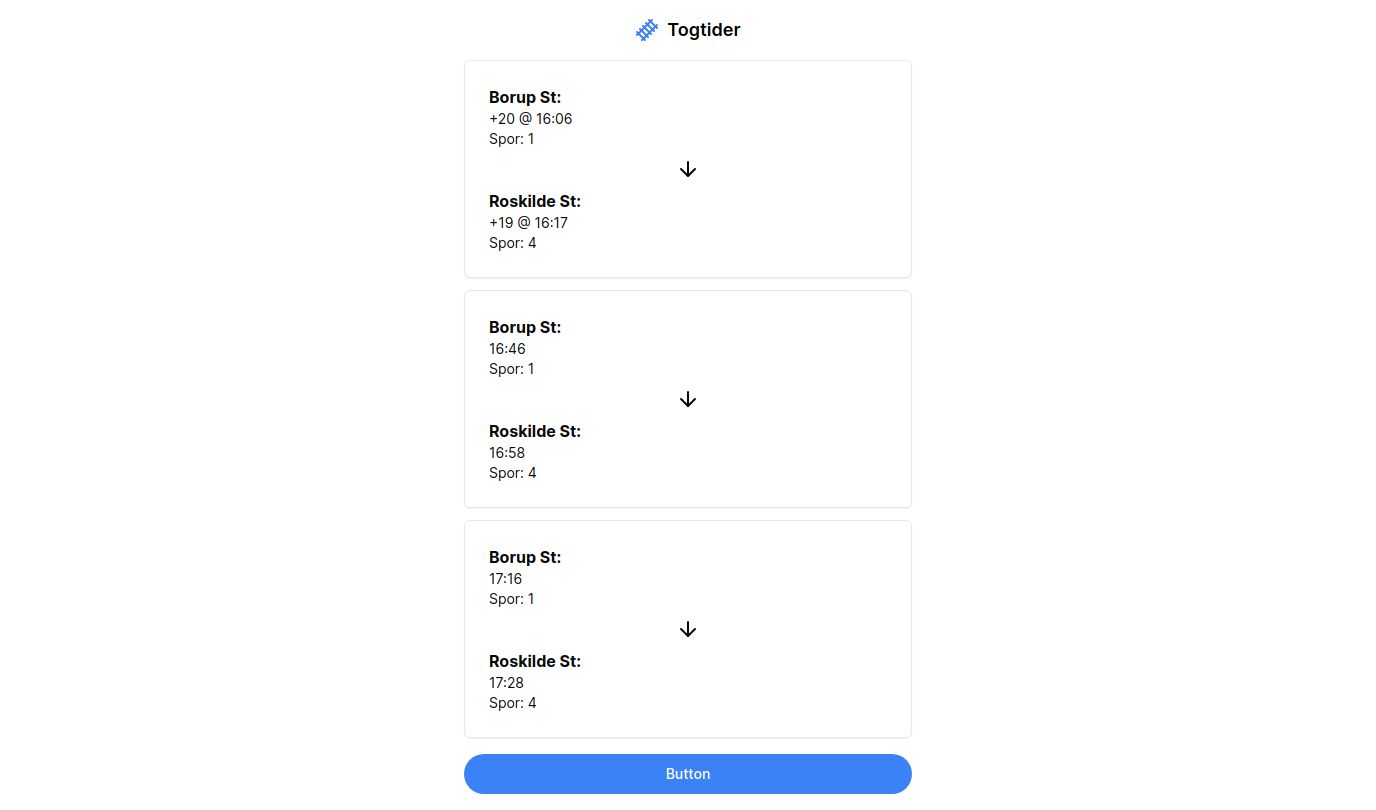 Togtider
Borup St:
+20 @ 16:06
Spor: 1
Roskilde St:
+19 @ 16:17
Spor: 4
Borup St:
16:46
Spor: 1
Roskilde St:
16:58
Spor: 4
Borup St:
17:16
Spor: 1
Roskilde St:
17:28
Spor: 4
Button